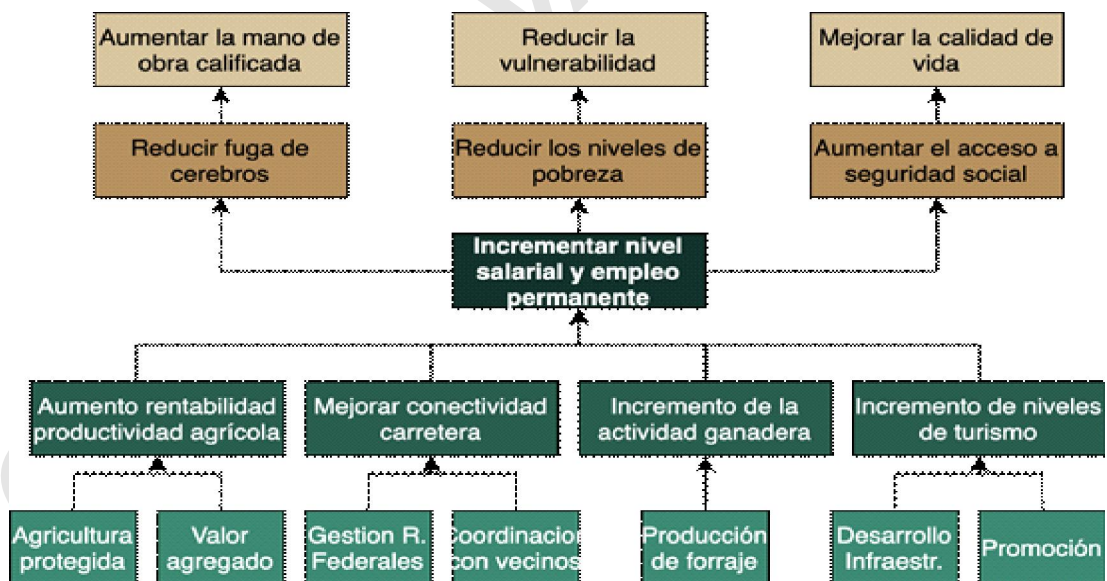 Aumentar la mano de
obra calificada
Reducir la
vulnerabilidad
Mejorar la calidad de
vida
Reducir fuga de
cerebros
Reducir los niveles de
pobreza
Aumentar el acceso a
seguridad social
Incrementar nivel
salarial y empleo
permanente
Aumento rentabilidad
productividad agrícola
Mejorar conectividad
carretera
Incremento de la
actividad ganadera
Incremento de niveles
de turismo
Agricultura
protegida
Valor
agregado
Gestion R.
Federales
Coordinacion
con vecinos
Producción
de forraje
Desarrollo
Infraestr.
Promoción